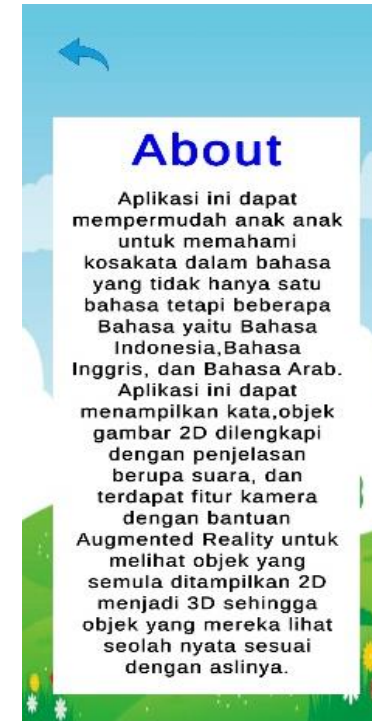 About
Aplikasi ini dapat
mempermudah anak anak
untuk memahami
kosakata dalam bahasa
yang tidak hanya satu
bahasa tetapi beberapa
Bahasa yaitu Bahasa
Indonesia,Bahasa
Inggris, dan Bahasa Arab.
Aplikasi ini dapat
menampilkan kata,objek
gambar 2D dilengkapi
dengan penjelasan
berupa suara, dan
terdapat fitur kamera
dengan bantuan
Augmented Reality untuk
melihat objek yang
semula ditampilkan 2D
menjadi 3D sehingga
objek yang mereka lihat
seolah nyata sesuai
dengan aslinya.